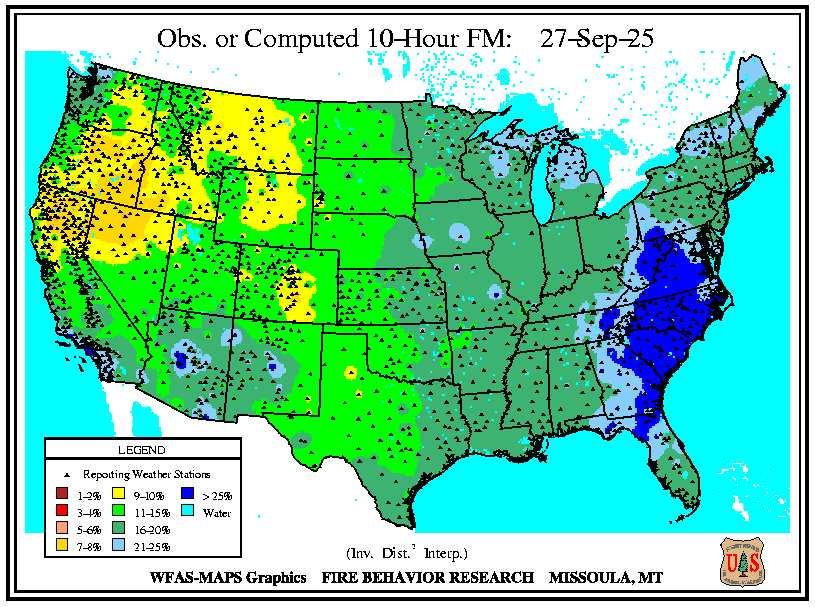 Obs. or Computed 10-Hour FM: 27-Sep-25
LEGEND
Reporting Weather Stations
1-2% 9-10% > 25%
3-4% 11-15% Water
5-6% 16-20%
7-8% 21-25%
(Inv. Dist.² Interp.)
WFAS-MAPS Graphics FIRE BEHAVIOR RESEARCH MISSOULA, MT
U S